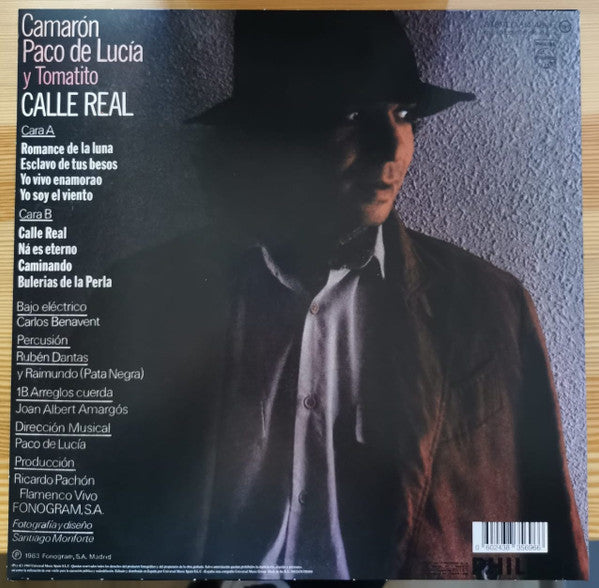 Camarón
Paco de Lucía
y Tomatito
CALLE REAL
Cara A
Romance de la luna
Esclavo de tus besos
Yo vivo enamorao
Yo soy el viento
Cara B
Calle Real
Ná es eterno
Caminando
Bulerias de la Perla
Bajo eléctrico
Carlos Benavent
Percusión
Rubén Dantas
y Raimundo (Pata Negra)
1B Arreglos cuerda
Joan Albert Amargós
Dirección Musical
Paco de Lucía
Producción
Ricardo Pachón
Flamenco Vivo
FONOGRAM, S.A.
Fotografía y diseño
Santiago Monforte
℗ 1983 Fonogram, S.A. Madrid
0 602438 356966
PHIL